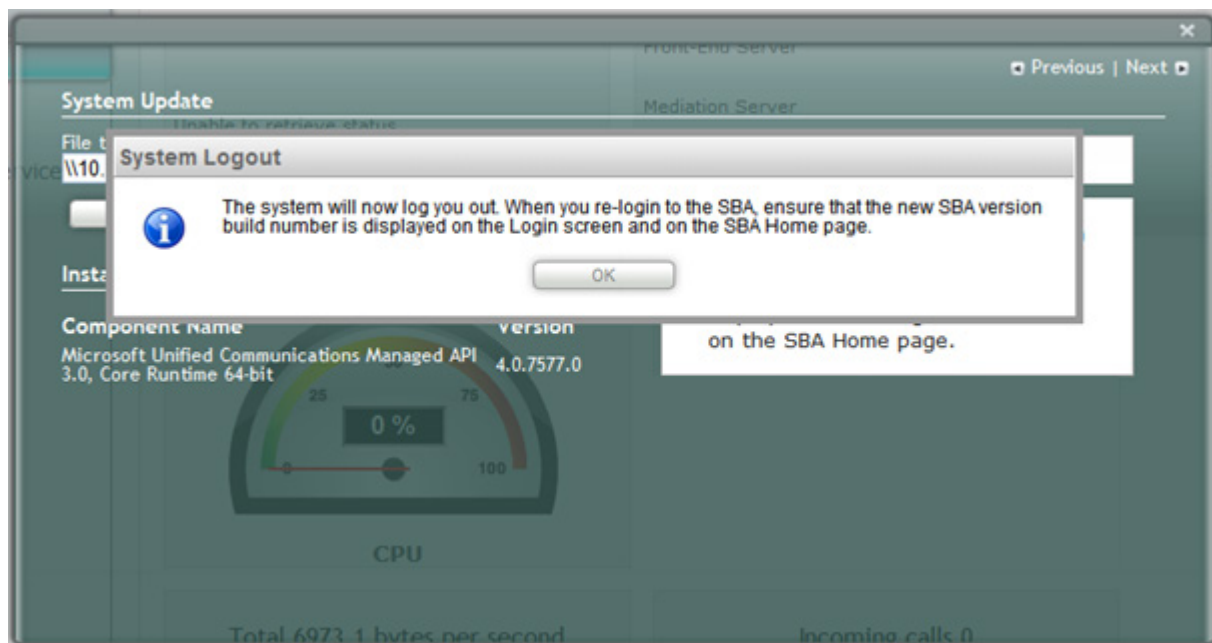 Front-End Server
Previous | Next
System Update
Mediation Server
Unable to retrieve status
File t
vice
\\10.
System Logout
The system will now log you out. When you re-login to the SBA, ensure that the new SBA version
build number is displayed on the Login screen and on the SBA Home page.
OK
Insta
Component Name
Version
on the SBA Home page.
Microsoft Unified Communications Managed API
3.0, Core Runtime 64-bit
4.0.7577.0
25
75
0 %
0
100
CPU
Total 6973.1 bytes per second
Incoming calls 0